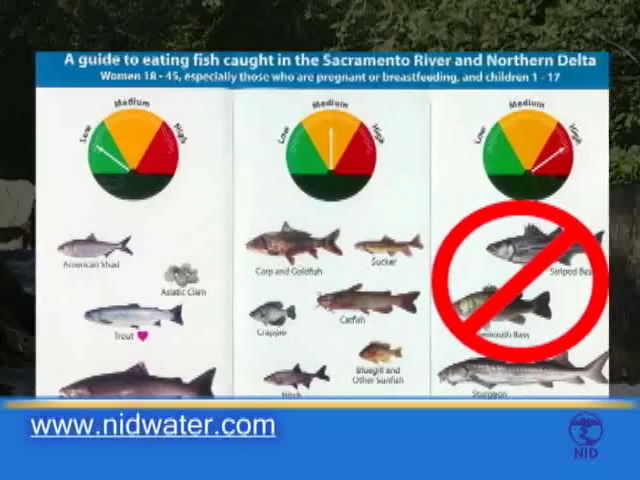 A guide to eating fish caught in the Sacramento River and Northern Delta
Women 18 - 45, especially those who are pregnant or breastfeeding, and children 1 - 17
Low Medium High
Low Medium High
Low Medium High
American Shad
Asiatic Clam
Trout
Carp and Goldfish
Sucker
Crappie
Catfish
Bluegill and
Other Sunfish
Hitch
Striped Bass
Sturgeon
www.nidwater.com
NID